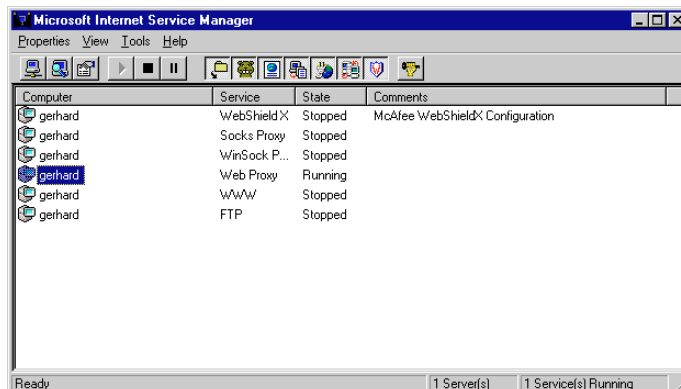 Microsoft Internet Service Manager
Properties View Tools Help
Computer Service State Comments
gerhard WebShieldX Stopped McAfee WebShieldX Configuration
gerhard Socks Proxy Stopped
gerhard WinSock P... Stopped
gerhard Web Proxy Running
gerhard WWW Stopped
gerhard FTP Stopped
Ready 1 Server(s) 1 Service(s) Running